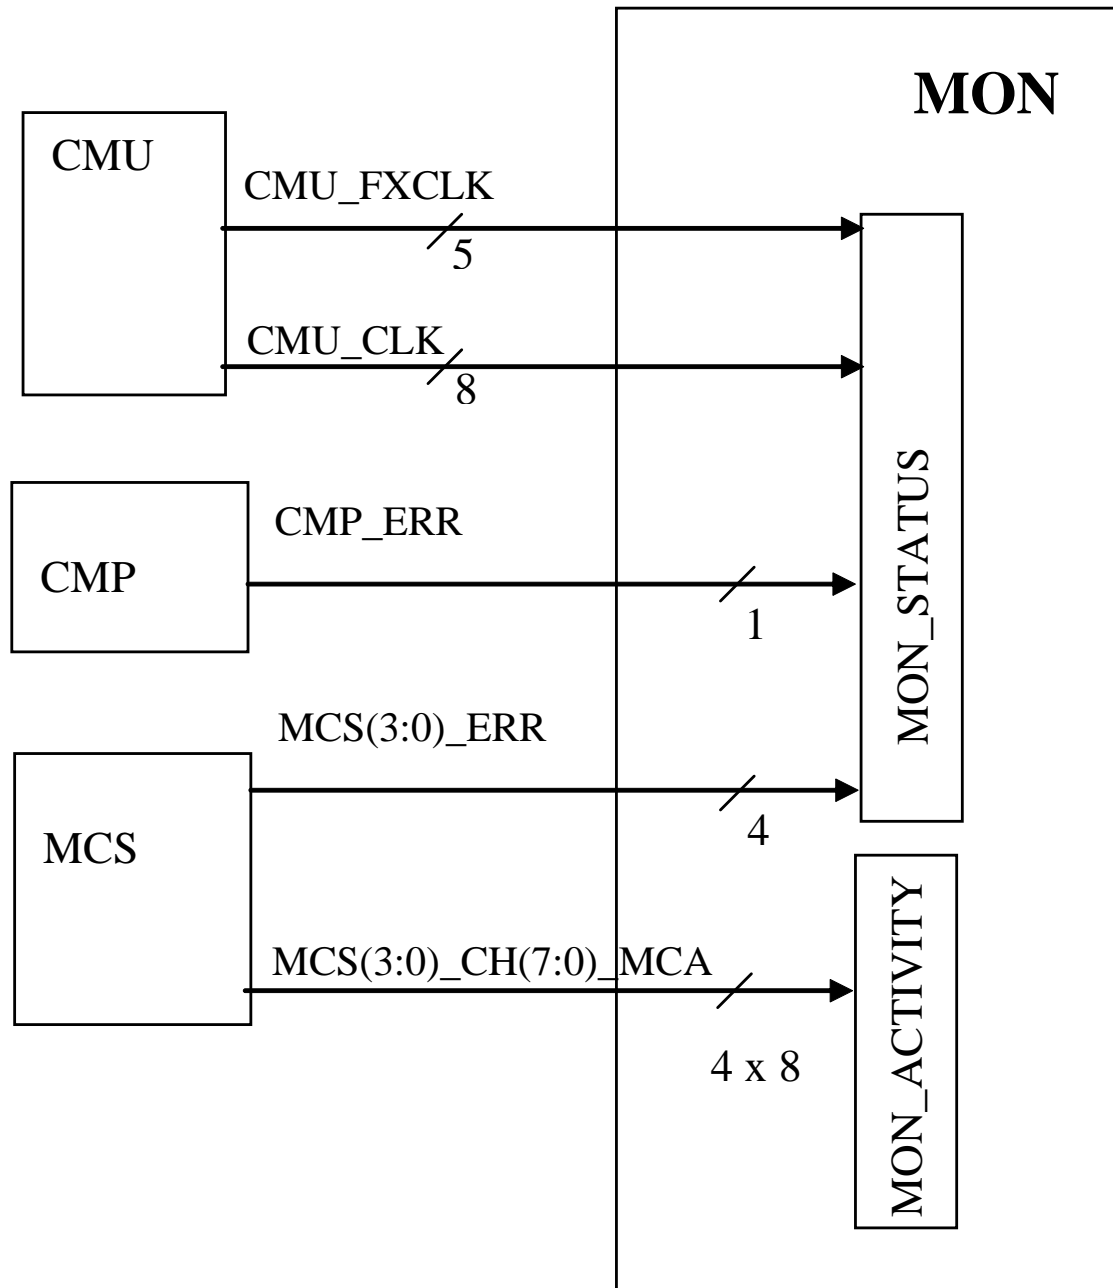 MON
CMU
CMU_FXCLK
5
CMU_CLK
8
CMP_ERR
CMP
1
MON_STATUS
MCS(3:0)_ERR
MCS
4
MCS(3:0)_CH(7:0)_MCA
4 x 8
MON_ACTIVITY